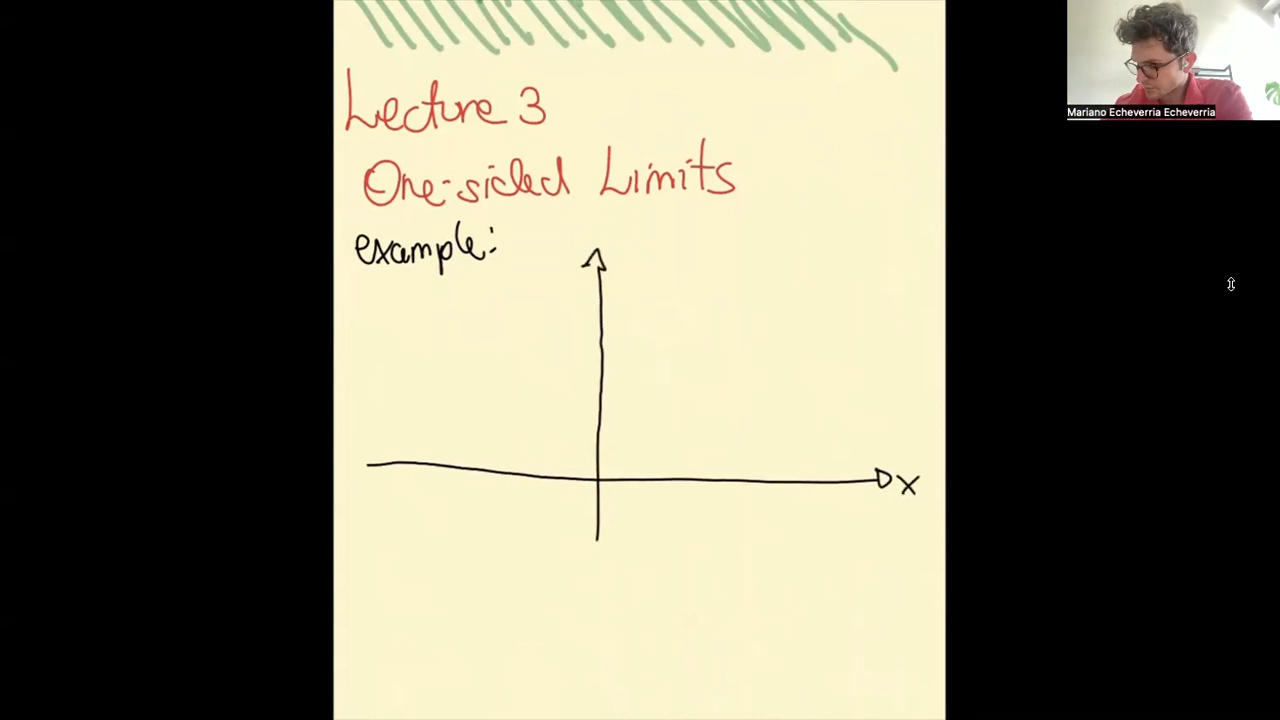 Lecture 3
One-sided Limits
example:
x
Mariano Echeverria Echeverria